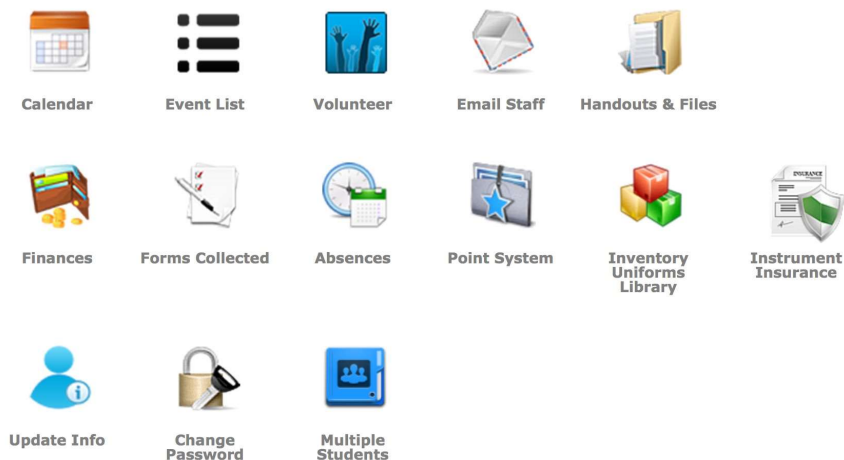 Calendar
Event List
Volunteer
Email Staff
Handouts & Files
INSURANCE
Finances
Forms Collected
Absences
Point System
Inventory
Uniforms
Library
Instrument
Insurance
Update Info
Change
Password
Multiple
Students